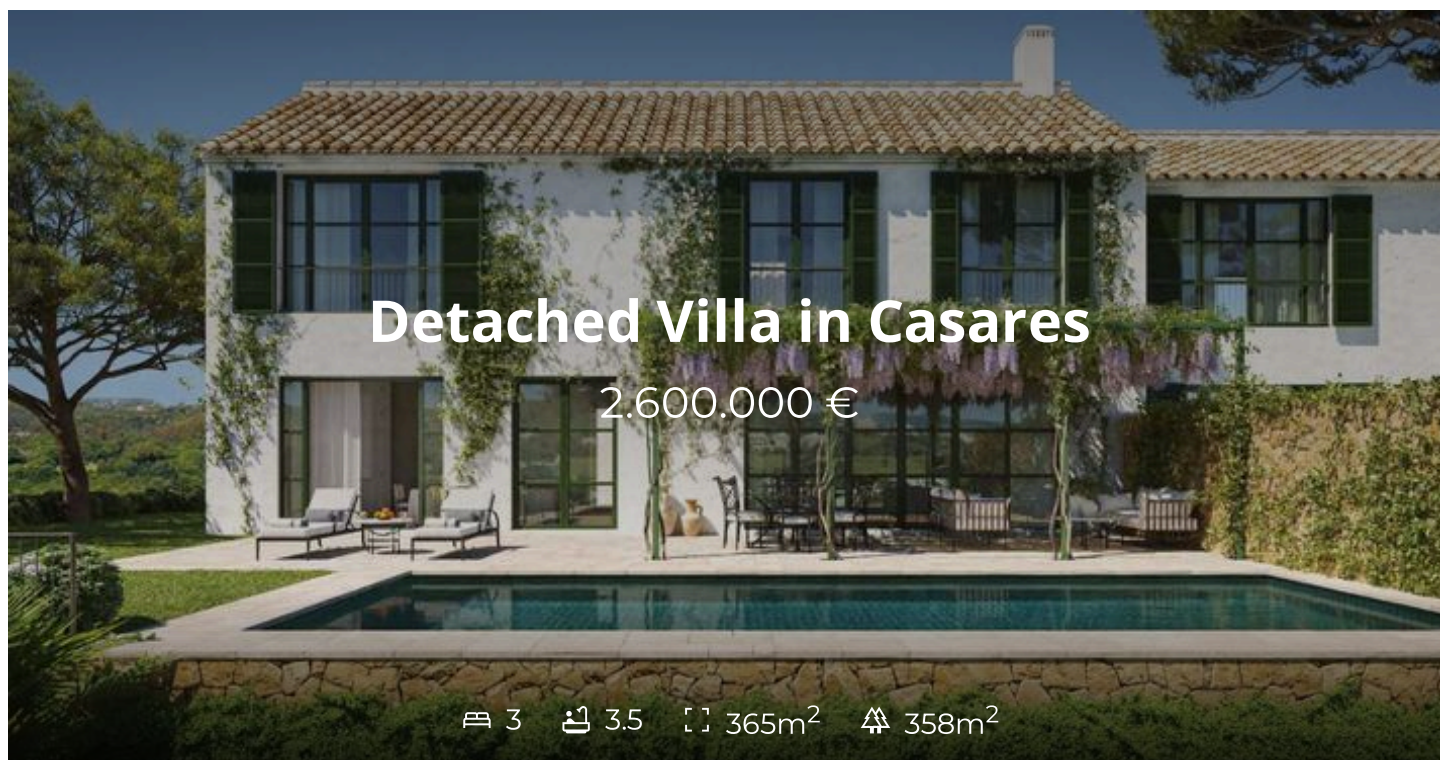 Detached Villa in Casares
2.600.000 €
3 3.5 365m² 358m²